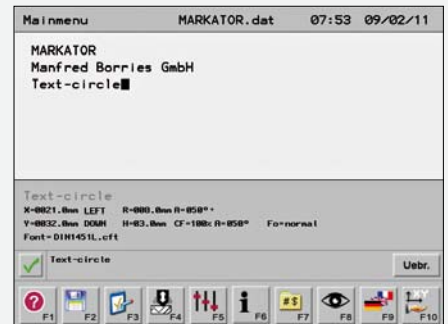 Mainmenu MARKATOR.dat 07:53 09/02/11
MARKATOR
Manfred Borries GmbH
Text-circle
Text-circle
X=0021.0mm LEFT R=008.0mm A=050°
Y=0032.0mm DOWN H=03.0mm CF=100% A=050° Fo=normal
Font=DIN1451L.cft
Text-circle Uebr.
? F1 F2 F3 F4 F5 i F6 #$ F7 F8 F9 XY F10